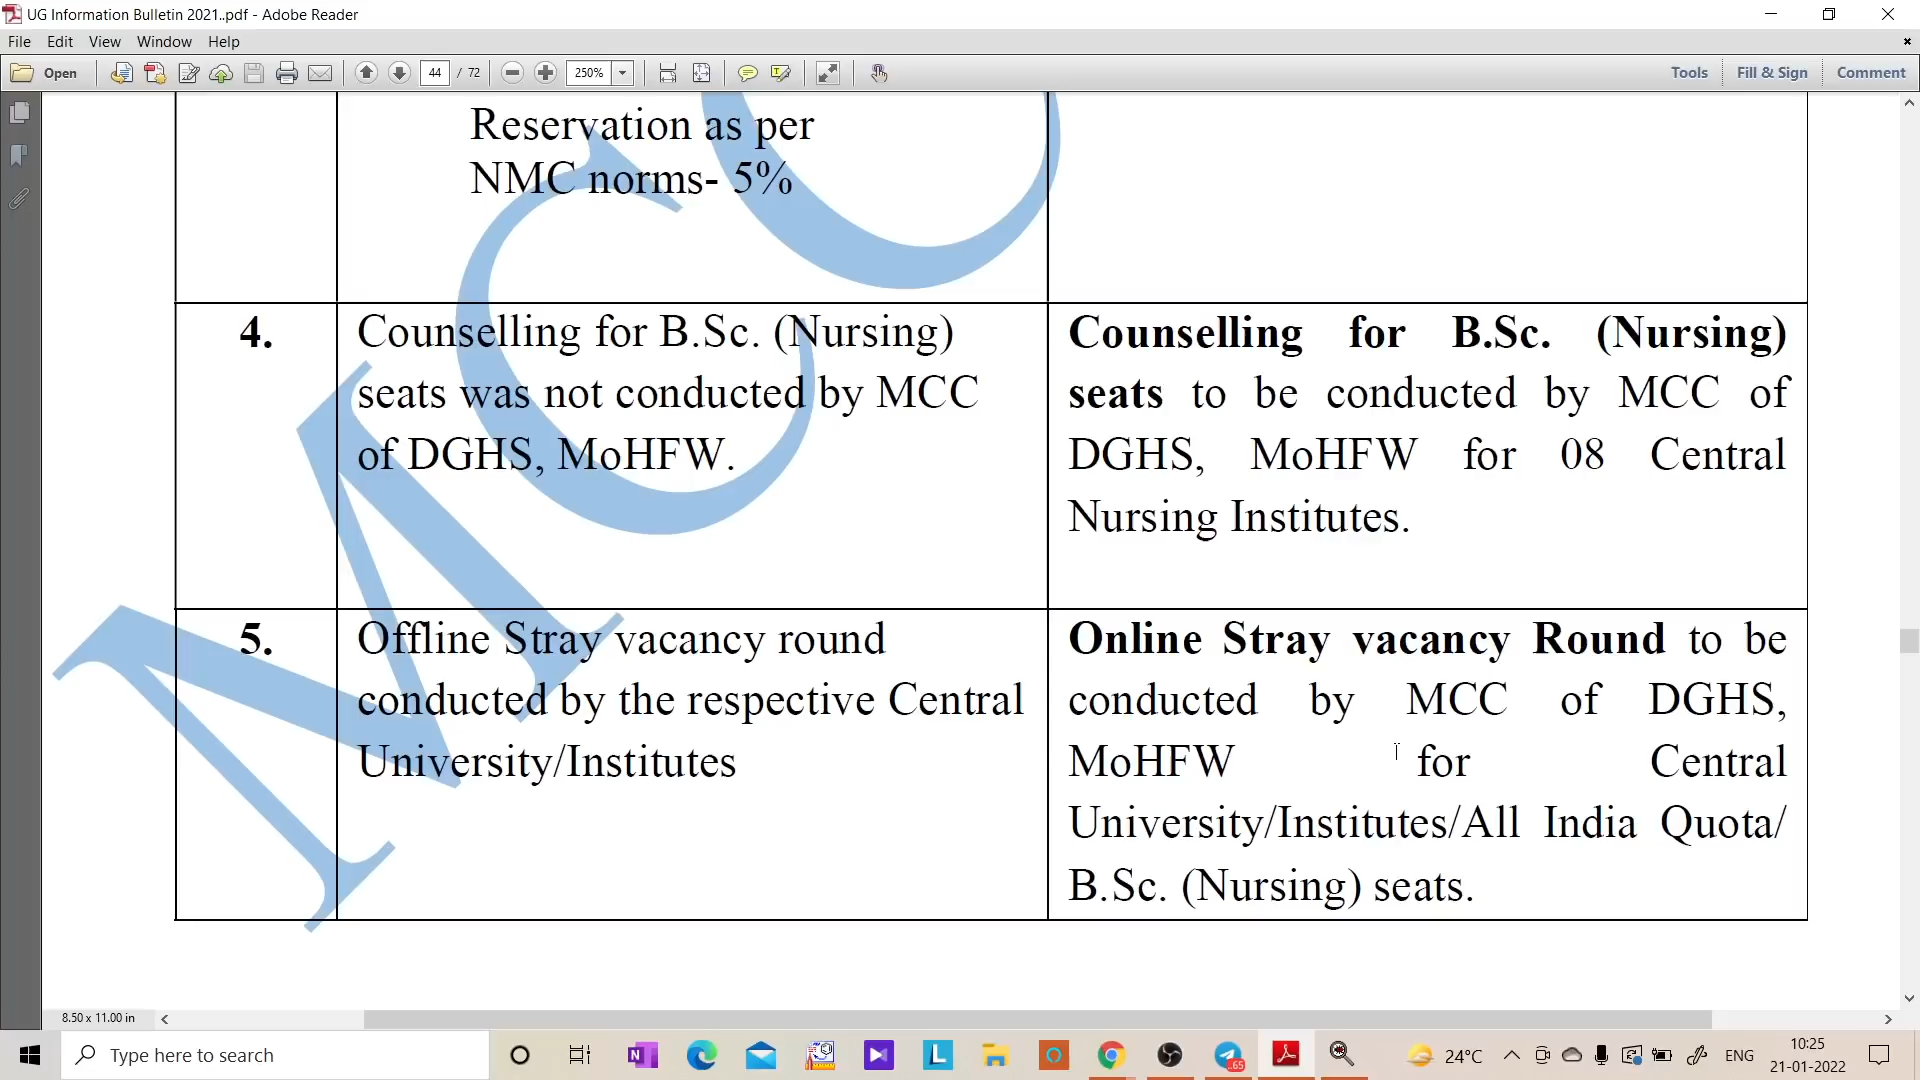 UG Information Bulletin 2021..pdf - Adobe Reader
File Edit View Window Help
Open 44 / 72 250% Tools Fill & Sign Comment
Reservation as per
NMC norms- 5%
4.
Counselling for B.Sc. (Nursing)
seats was not conducted by MCC
of DGHS, MoHFW.
Counselling for B.Sc. (Nursing)
seats to be conducted by MCC of
DGHS, MoHFW for 08 Central
Nursing Institutes.
5.
Offline Stray vacancy round
conducted by the respective Central
University/Institutes
Online Stray vacancy Round to be
conducted by MCC of DGHS,
MoHFW for Central
University/Institutes/All India Quota/
B.Sc. (Nursing) seats.
MCC
8.50 x 11.00 in
Type here to search
N
L
65
24°C
ENG
10:25
21-01-2022